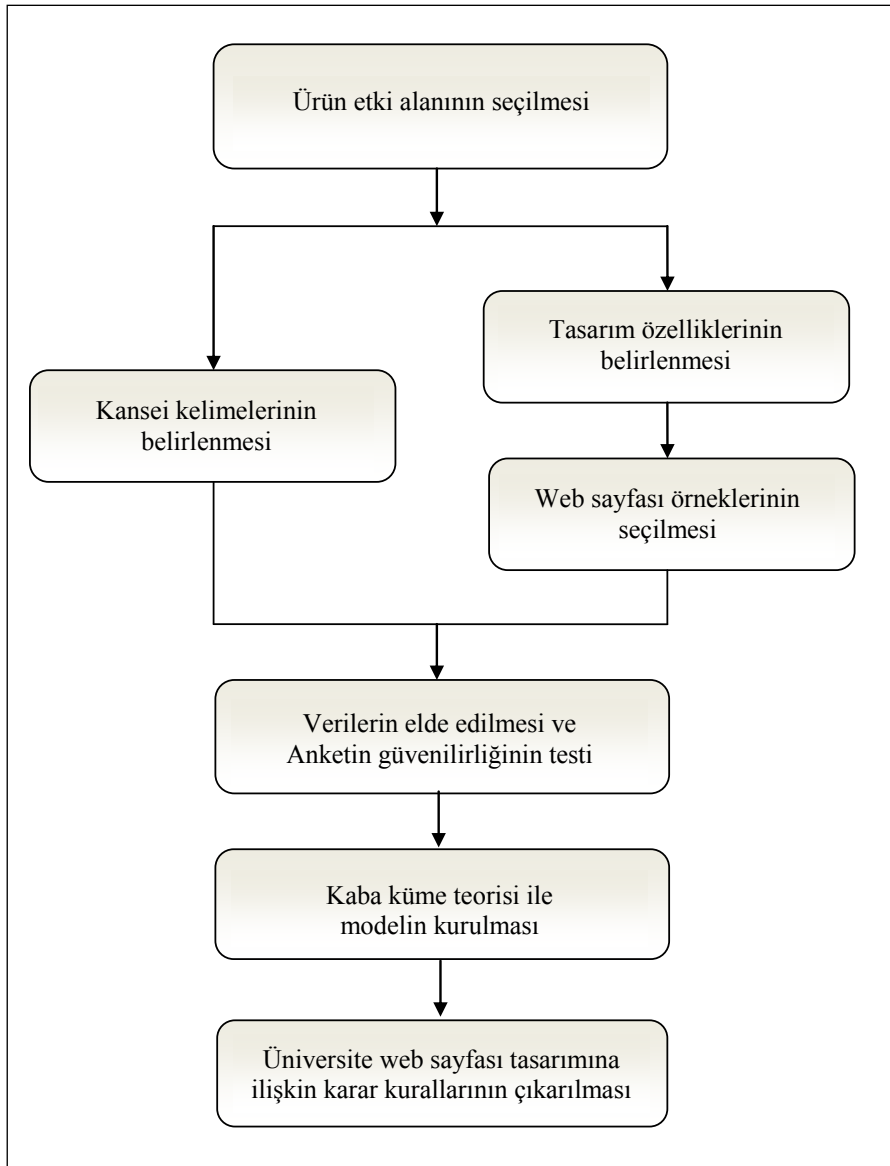 Ürün etki alanının seçilmesi
Tasarım özelliklerinin
belirlenmesi
Kansei kelimelerinin
belirlenmesi
Web sayfası örneklerinin
seçilmesi
Verilerin elde edilmesi ve
Anketin güvenilirliğinin testi
Kaba küme teorisi ile
modelin kurulması
Üniversite web sayfası tasarımına
ilişkin karar kurallarının çıkarılması